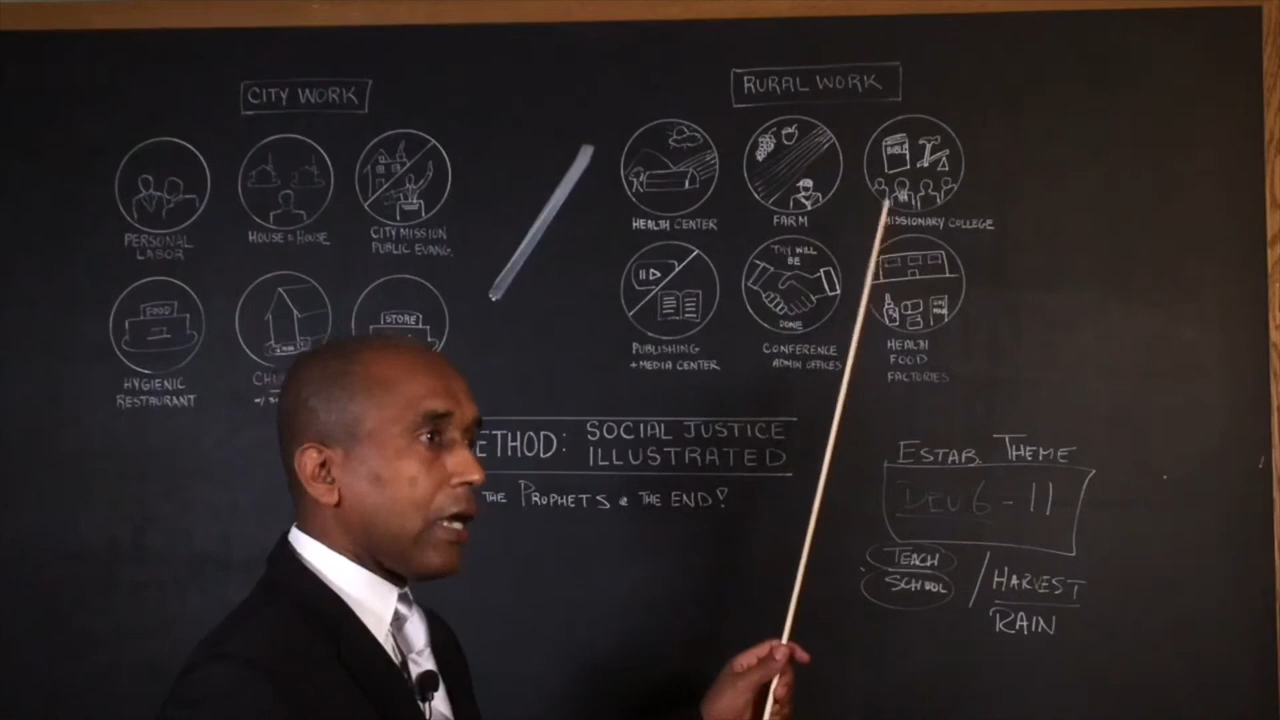 CITY WORK
PERSONAL
LABOR
HOUSE 2 HOUSE
CITY MISSION
PUBLIC EVANG.
FOOD
HYGIENIC
RESTAURANT
STORE
RURAL WORK
HEALTH CENTER
FARM
BIBLE
MISSIONARY COLLEGE
PUBLISHING
+ MEDIA CENTER
THY WILL
BE
DONE
CONFERENCE
ADMIN OFFICES
HEALTH
FOOD
FACTORIES
ETHOD: SOCIAL JUSTICE
ILLUSTRATED
THE PROPHETS & THE END!
ESTAB. THEME
DEU 6 - 11
TEACH
SCHOOL
/ HARVEST
RAIN